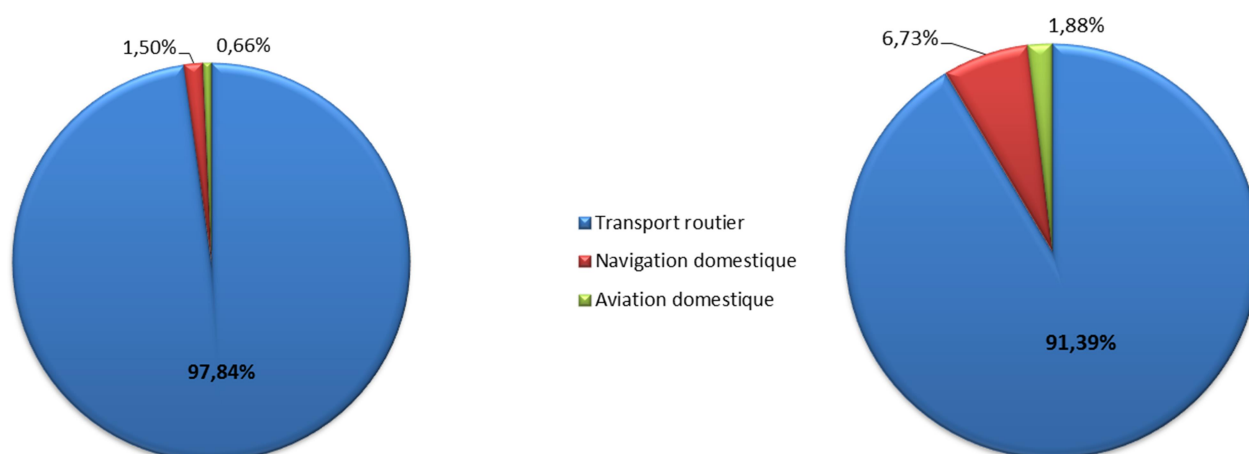 1,50%
0,66%
97,84%
Transport routier
Navigation domestique
Aviation domestique
6,73%
1,88%
91,39%